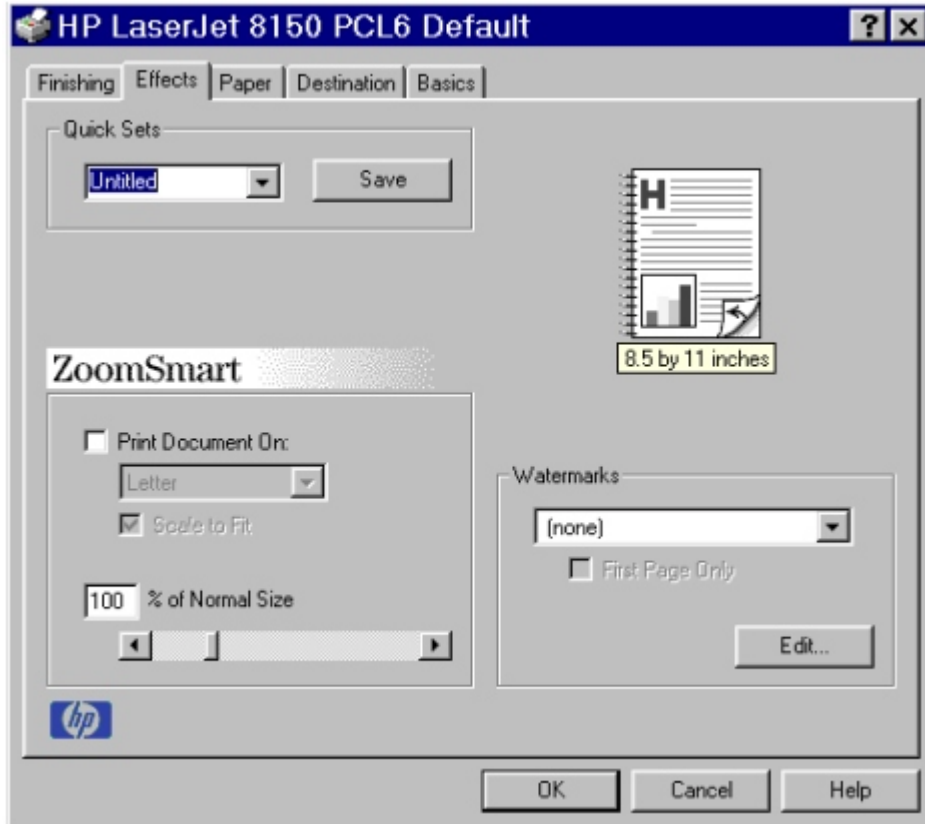 HP LaserJet 8150 PCL6 Default
Finishing Effects Paper Destination Basics
Quick Sets
Untitled Save
H
8.5 by 11 inches
ZoomSmart
Print Document On:
Letter
Scale to Fit
100 % of Normal Size
Watermarks
(none)
First Page Only
Edit...
hp
OK Cancel Help